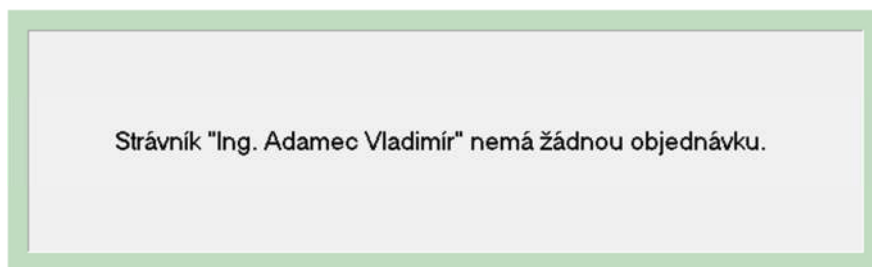 Strávník "Ing. Adamec Vladimír" nemá žádnou objednávku.